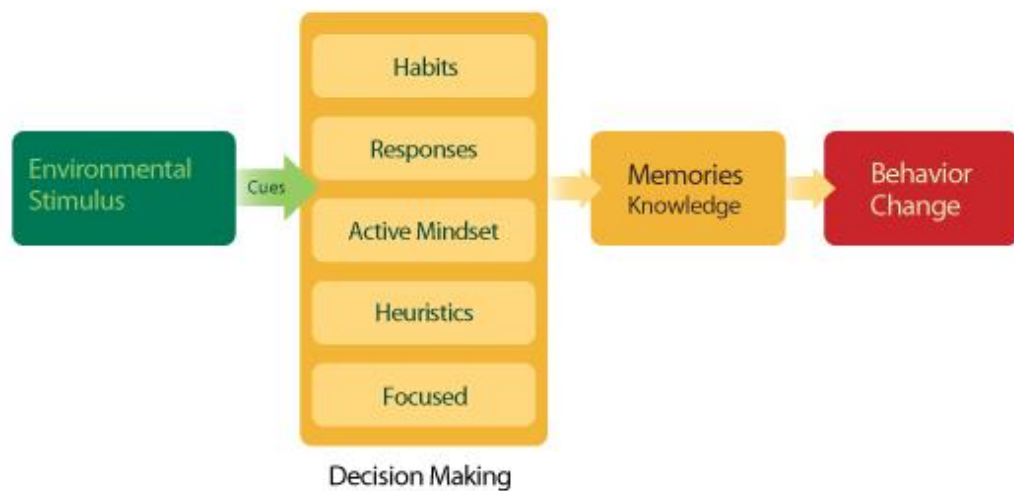 Environmental
Stimulus
Cues
Habits
Responses
Active Mindset
Heuristics
Focused
Decision Making
Memories
Knowledge
Behavior
Change